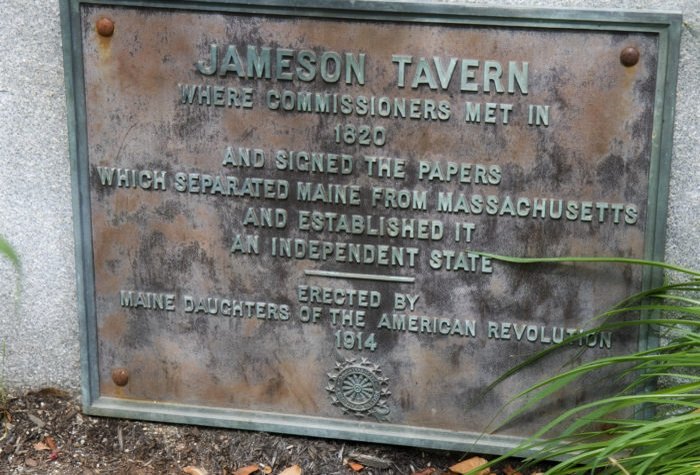 JAMESON TAVERN
WHERE COMMISSIONERS MET IN
1820
AND SIGNED THE PAPERS
WHICH SEPARATED MAINE FROM MASSACHUSETTS
AND ESTABLISHED IT
AN INDEPENDENT STATE
ERECTED BY
MAINE DAUGHTERS OF THE AMERICAN REVOLUTION
1914